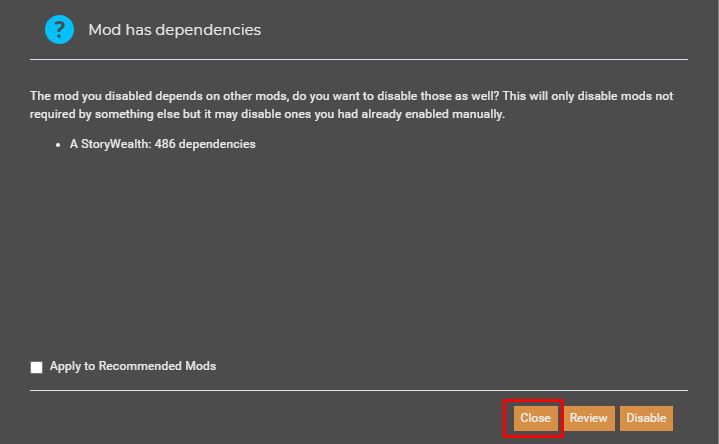 ?
Mod has dependencies
The mod you disabled depends on other mods, do you want to disable those as well? This will only disable mods not
required by something else but it may disable ones you had already enabled manually.
• A StoryWealth: 486 dependencies
Apply to Recommended Mods
Close Review Disable